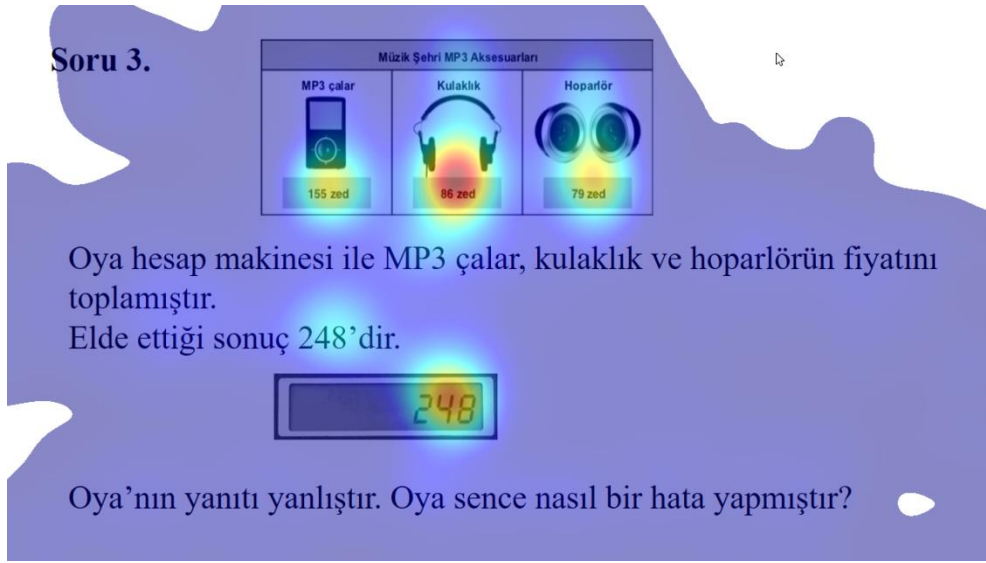 Soru 3.
Müzik Şehri MP3 Aksesuarları
MP3 çalar Kulaklık Hoparlör
155 zed 86 zed 79 zed
Oya hesap makinesi ile MP3 çalar, kulaklık ve hoparlörün fiyatını
toplamıştır.
Elde ettiği sonuç 248’dir.
248
Oya’nın yanıtı yanlıştır. Oya sence nasıl bir hata yapmıştır?